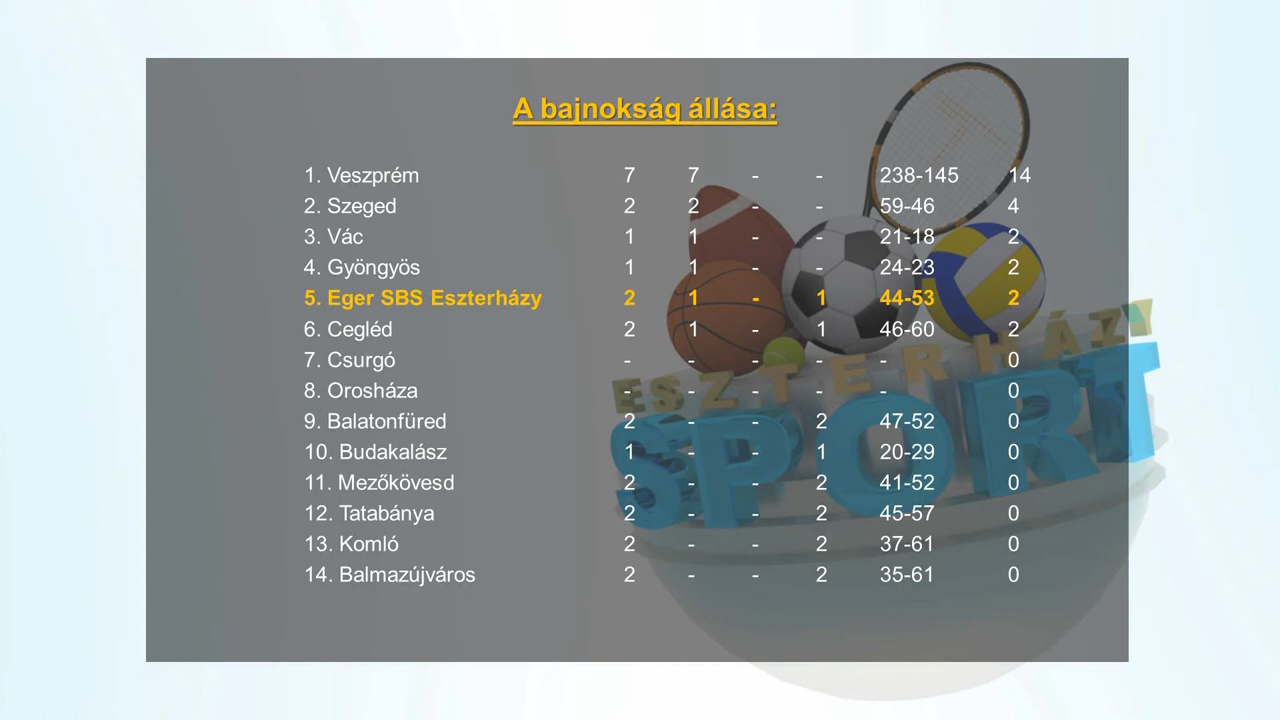 A bajnokság állása:
1. Veszprém 7 7 - - 238-145 14
2. Szeged 2 2 - - 59-46 4
3. Vác 1 1 - - 21-18 2
4. Gyöngyös 1 1 - - 24-23 2
5. Eger SBS Eszterházy 2 1 - 1 44-53 2
6. Cegléd 2 1 - 1 46-60 2
7. Csurgó - - - - - 0
8. Orosháza - - - - - 0
9. Balatonfüred 2 - - 2 47-52 0
10. Budakalász 1 - - 1 20-29 0
11. Mezőkövesd 2 - - 2 41-52 0
12. Tatabánya 2 - - 2 45-57 0
13. Komló 2 - - 2 37-61 0
14. Balmazújváros 2 - - 2 35-61 0
ESZTERHÁZY
SPORT